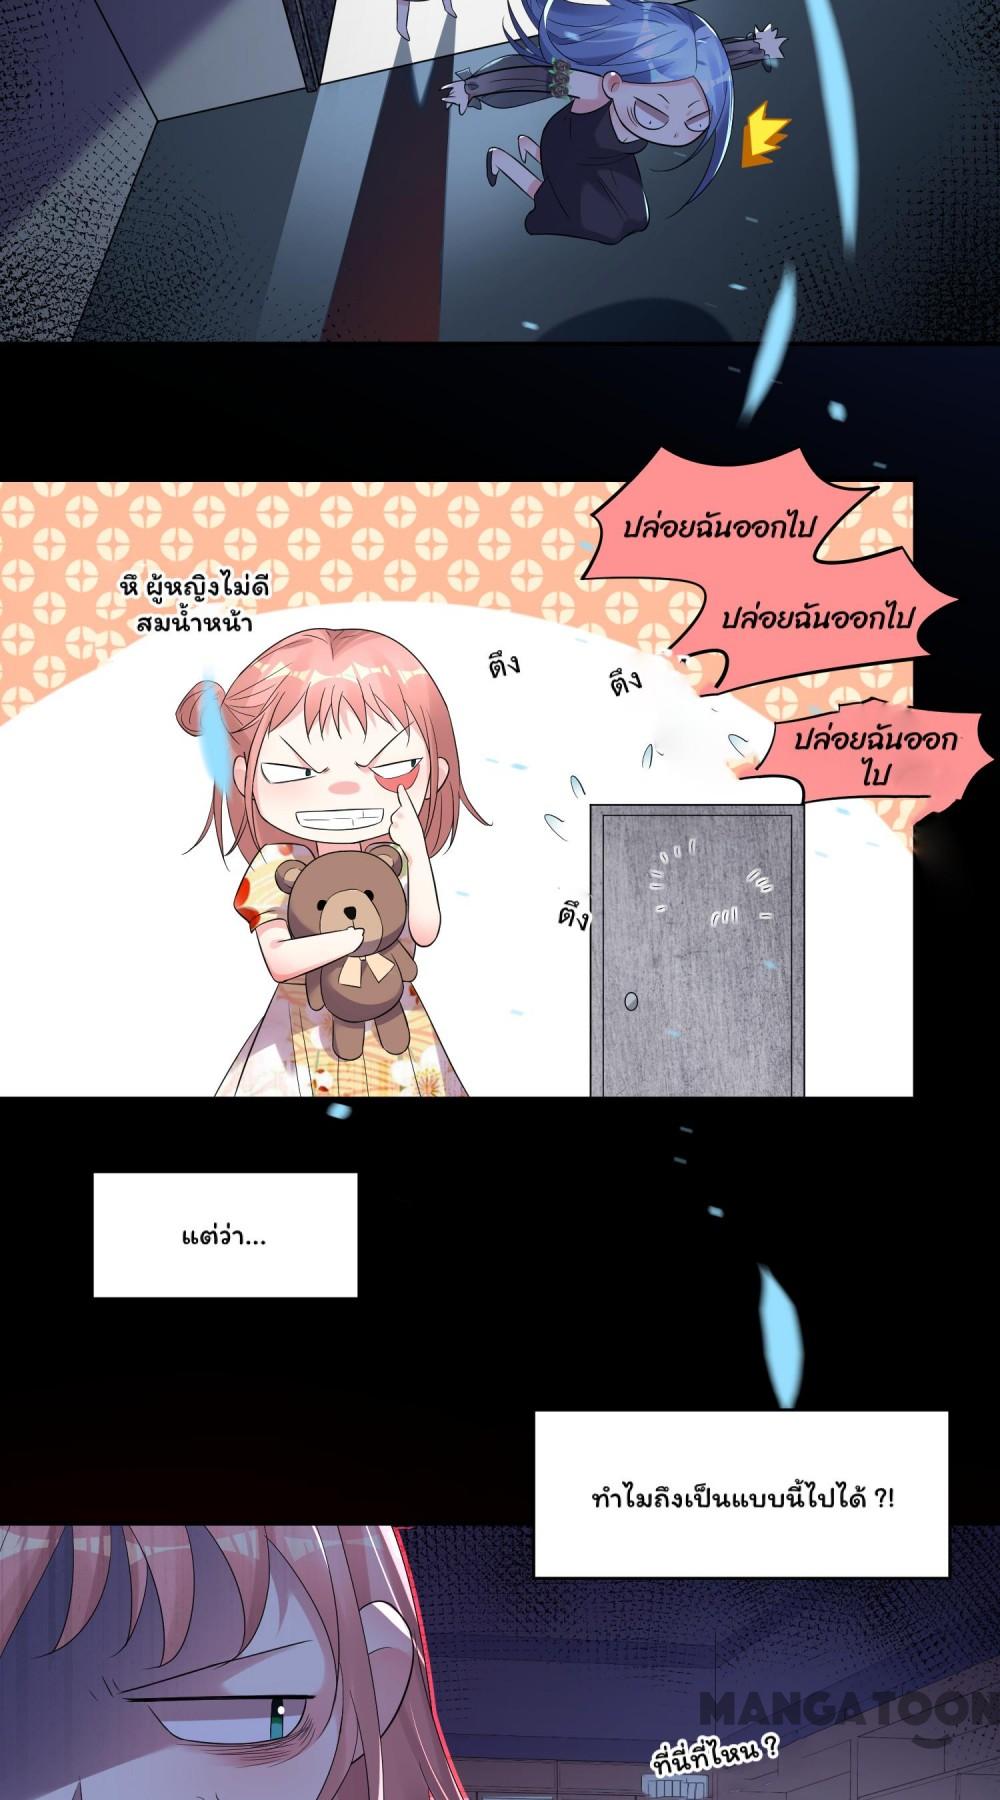 ปล่อยฉันออกไป
หึ ผู้หญิงไม่ดี
สมน้ำหน้า
ปล่อยฉันออกไป
ตึง
ตึง
ปล่อยฉันออก
ไป
ตึง
แต่ว่า...
ทำไมถึงเป็นแบบนี้ไปได้ ?!
MANGATOON
ที่นี่ที่ไหน ?